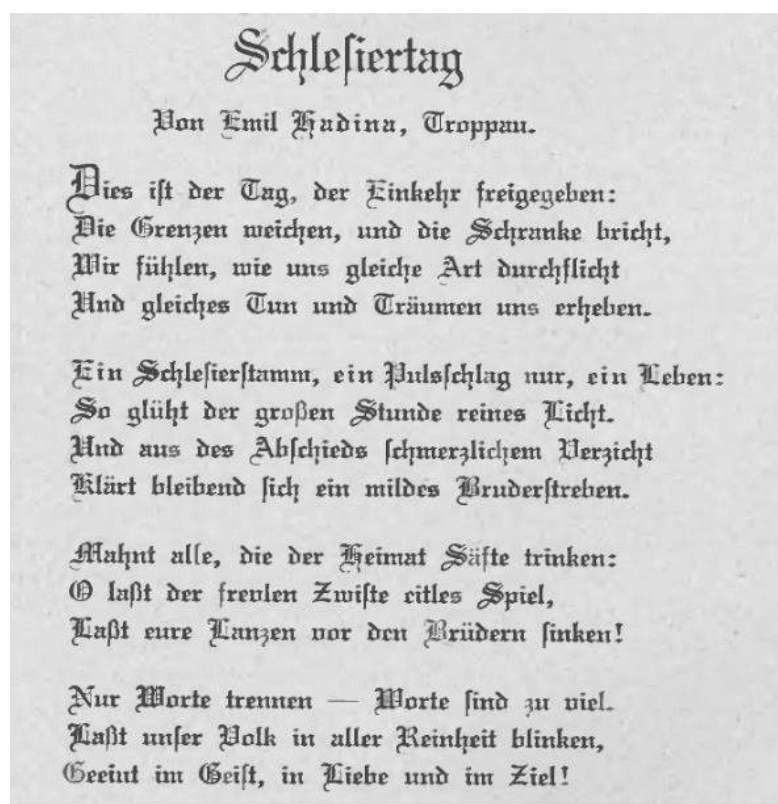 Schlesiertag
Von Emil Hadina, Troppau.
Dies ist der Tag, der Einkehr freigegeben:
Die Grenzen weichen, und die Schranke bricht,
Wir fühlen, wie uns gleiche Art durchflicht
Und gleiches Tun und Träumen uns erheben.
Ein Schlesierstamm, ein Pulsschlag nur, ein Leben:
So glüht der großen Stunde reines Licht.
Und aus des Abschieds schmerzlichem Verzicht
Klärt bleibend sich ein mildes Bruderstreben.
Mahnt alle, die der Heimat Säfte trinken:
O laßt der frevlen Zwiste eitles Spiel,
Laßt eure Lanzen vor den Brüdern sinken!
Nur Worte trennen — Worte sind zu viel.
Laßt unser Volk in aller Reinheit blinken,
Geeint im Geist, in Liebe und im Ziel!